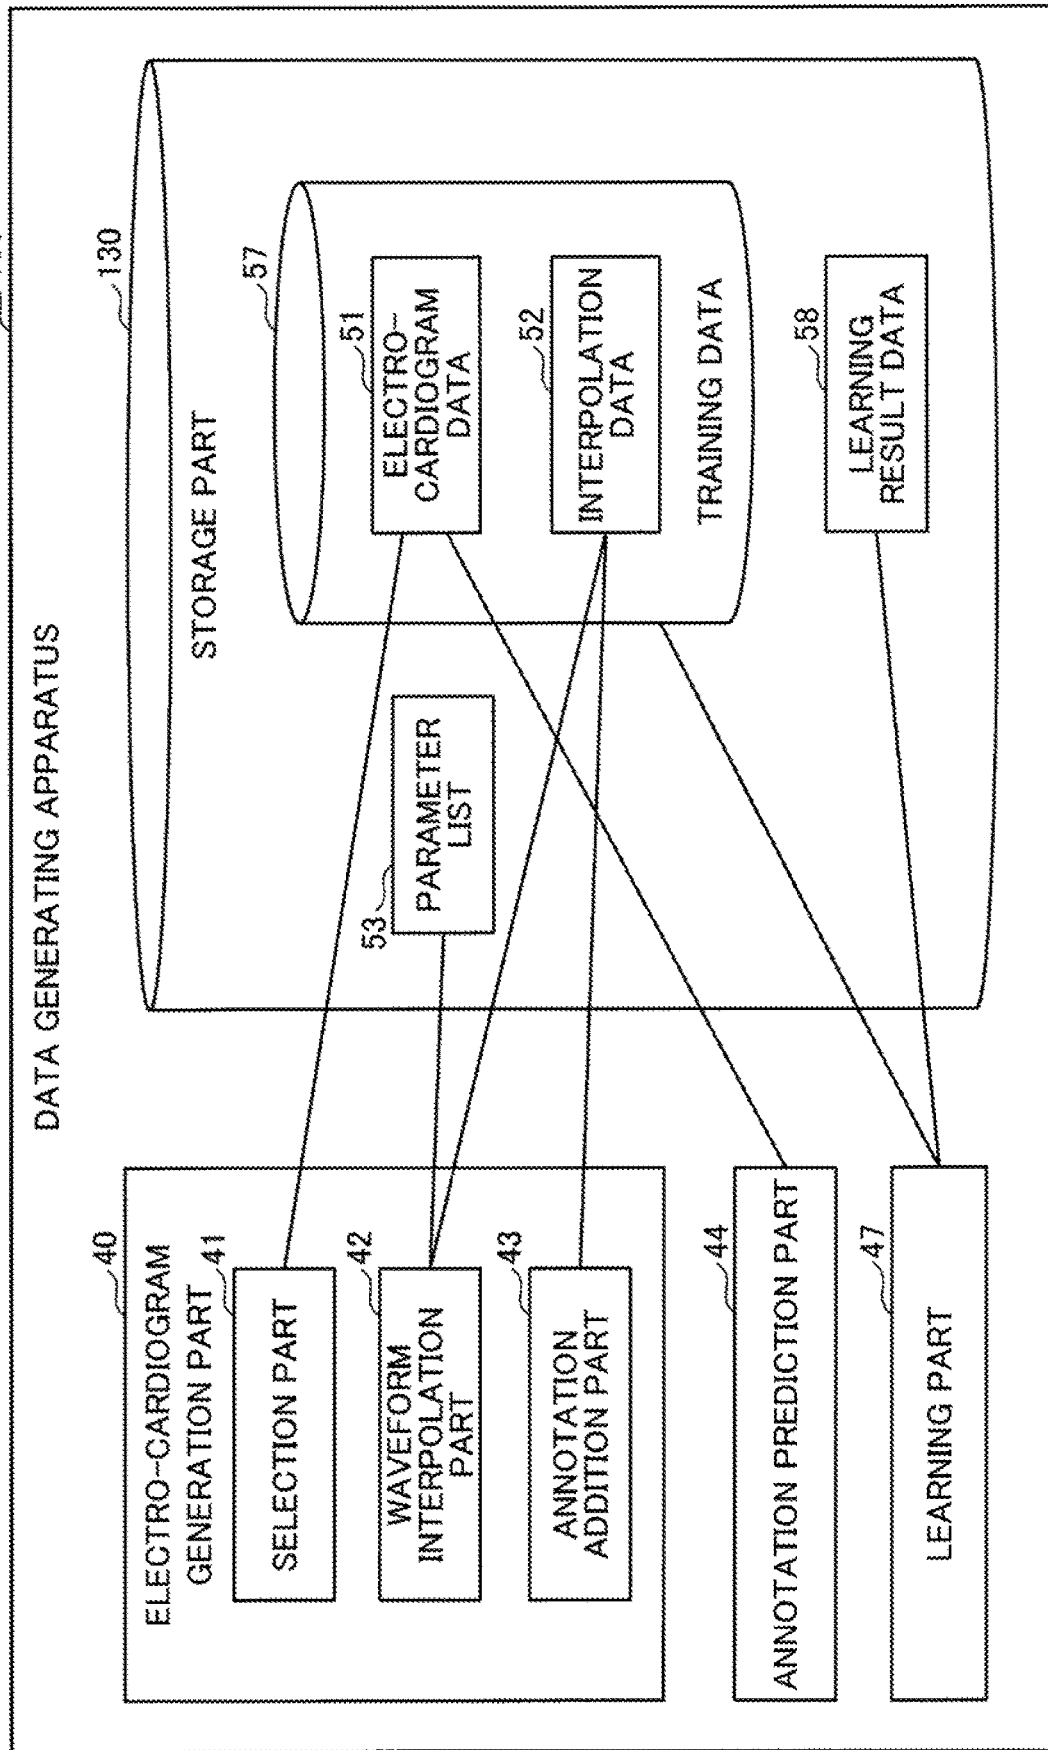 DATA GENERATING APPARATUS
40
ELECTRO-CARDIOGRAM
GENERATION PART
41
SELECTION PART
42
WAVEFORM
INTERPOLATION
PART
43
ANNOTATION
ADDITION PART
44
ANNOTATION PREDICTION PART
47
LEARNING PART
130
STORAGE PART
53
PARAMETER
LIST
57
51
ELECTRO-
CARDIOGRAM
DATA
52
INTERPOLATION
DATA
TRAINING DATA
58
LEARNING
RESULT DATA